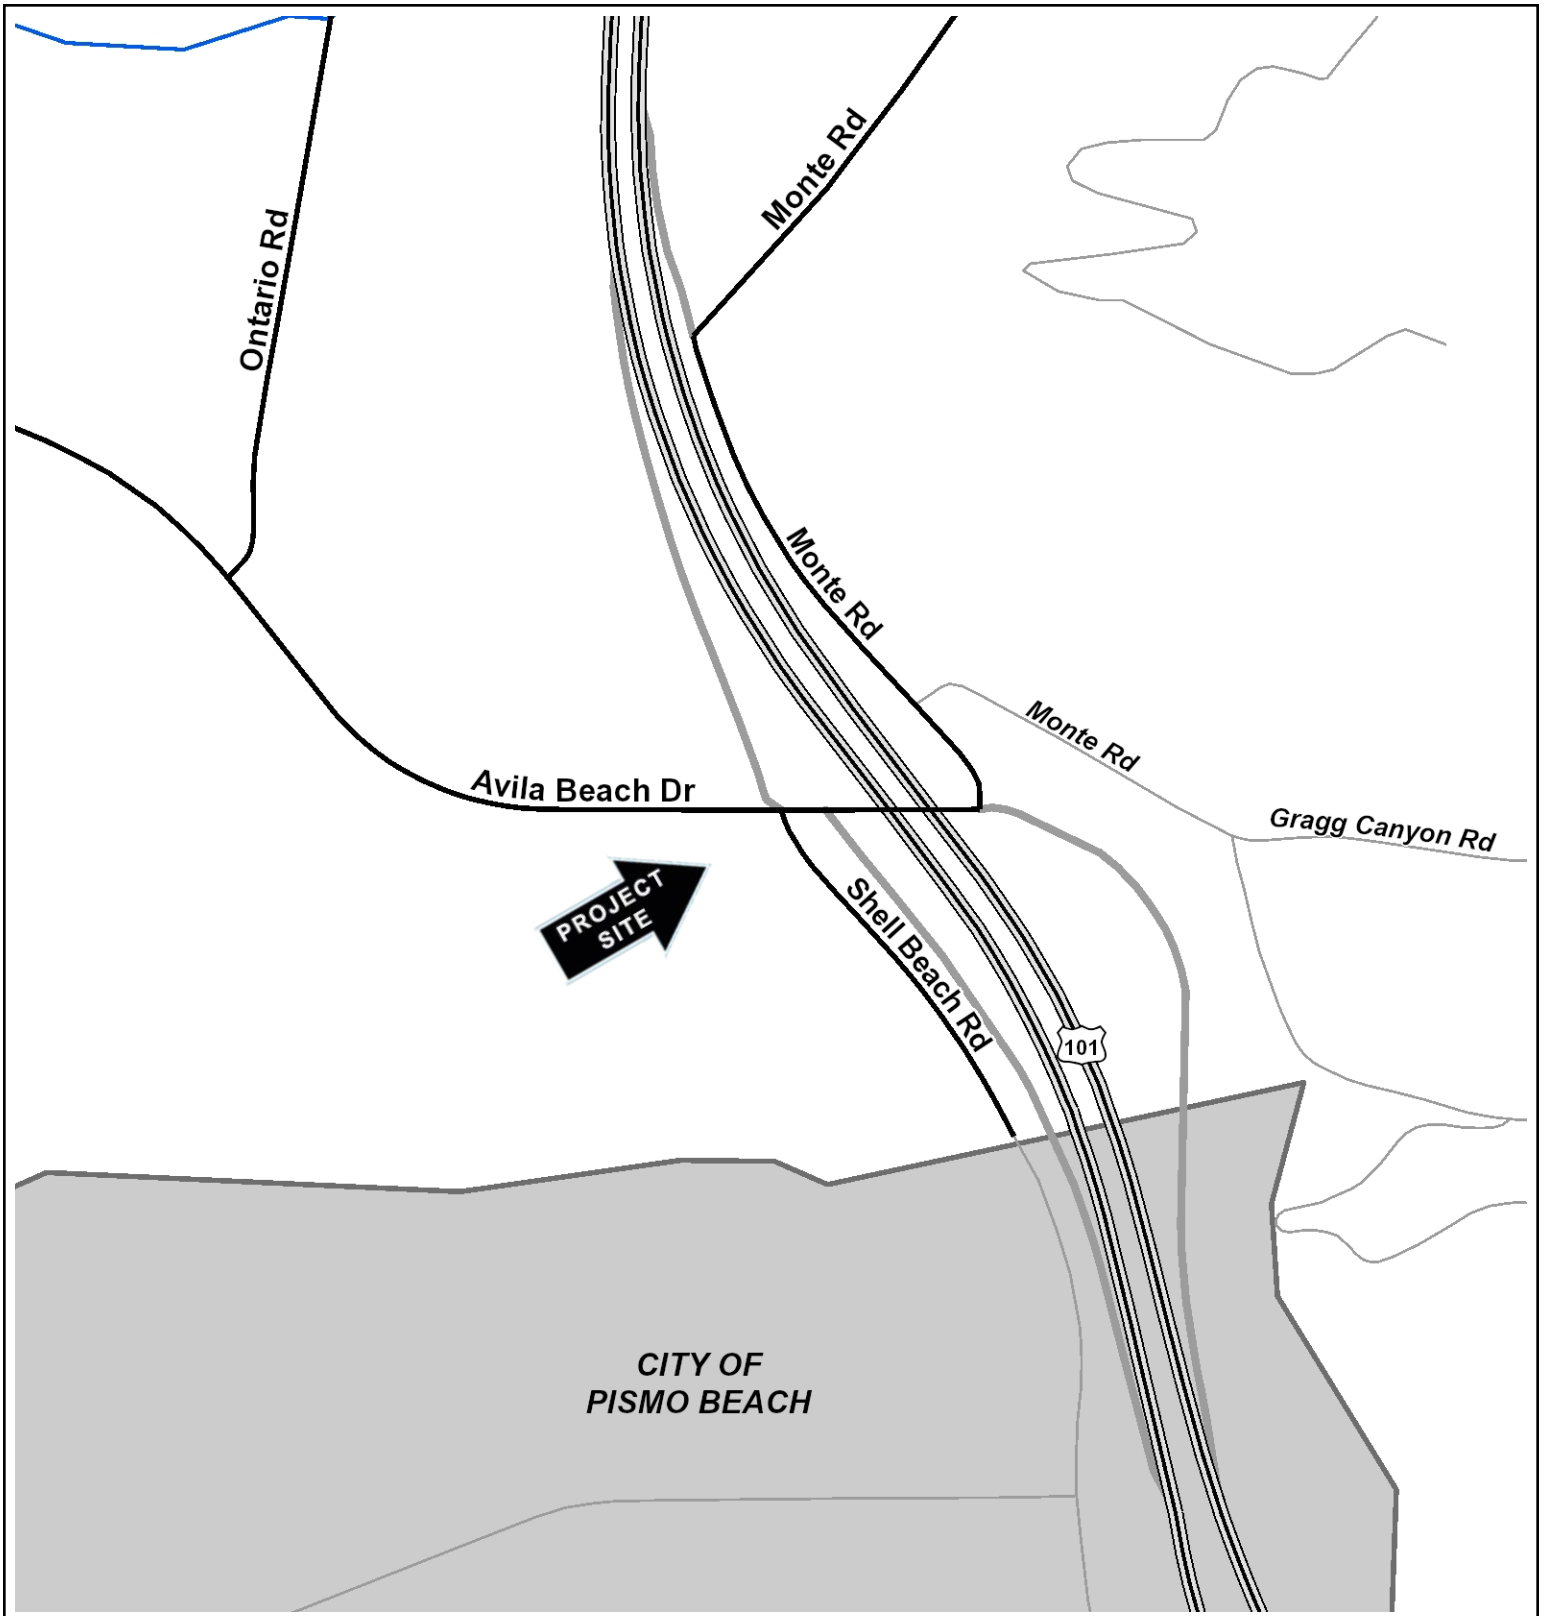 Monte Rd
Ontario Rd
Monte Rd
Monte Rd
Avila Beach Dr
Gragg Canyon Rd
PROJECT
SITE
Shell Beach Rd
101
CITY OF
PISMO BEACH